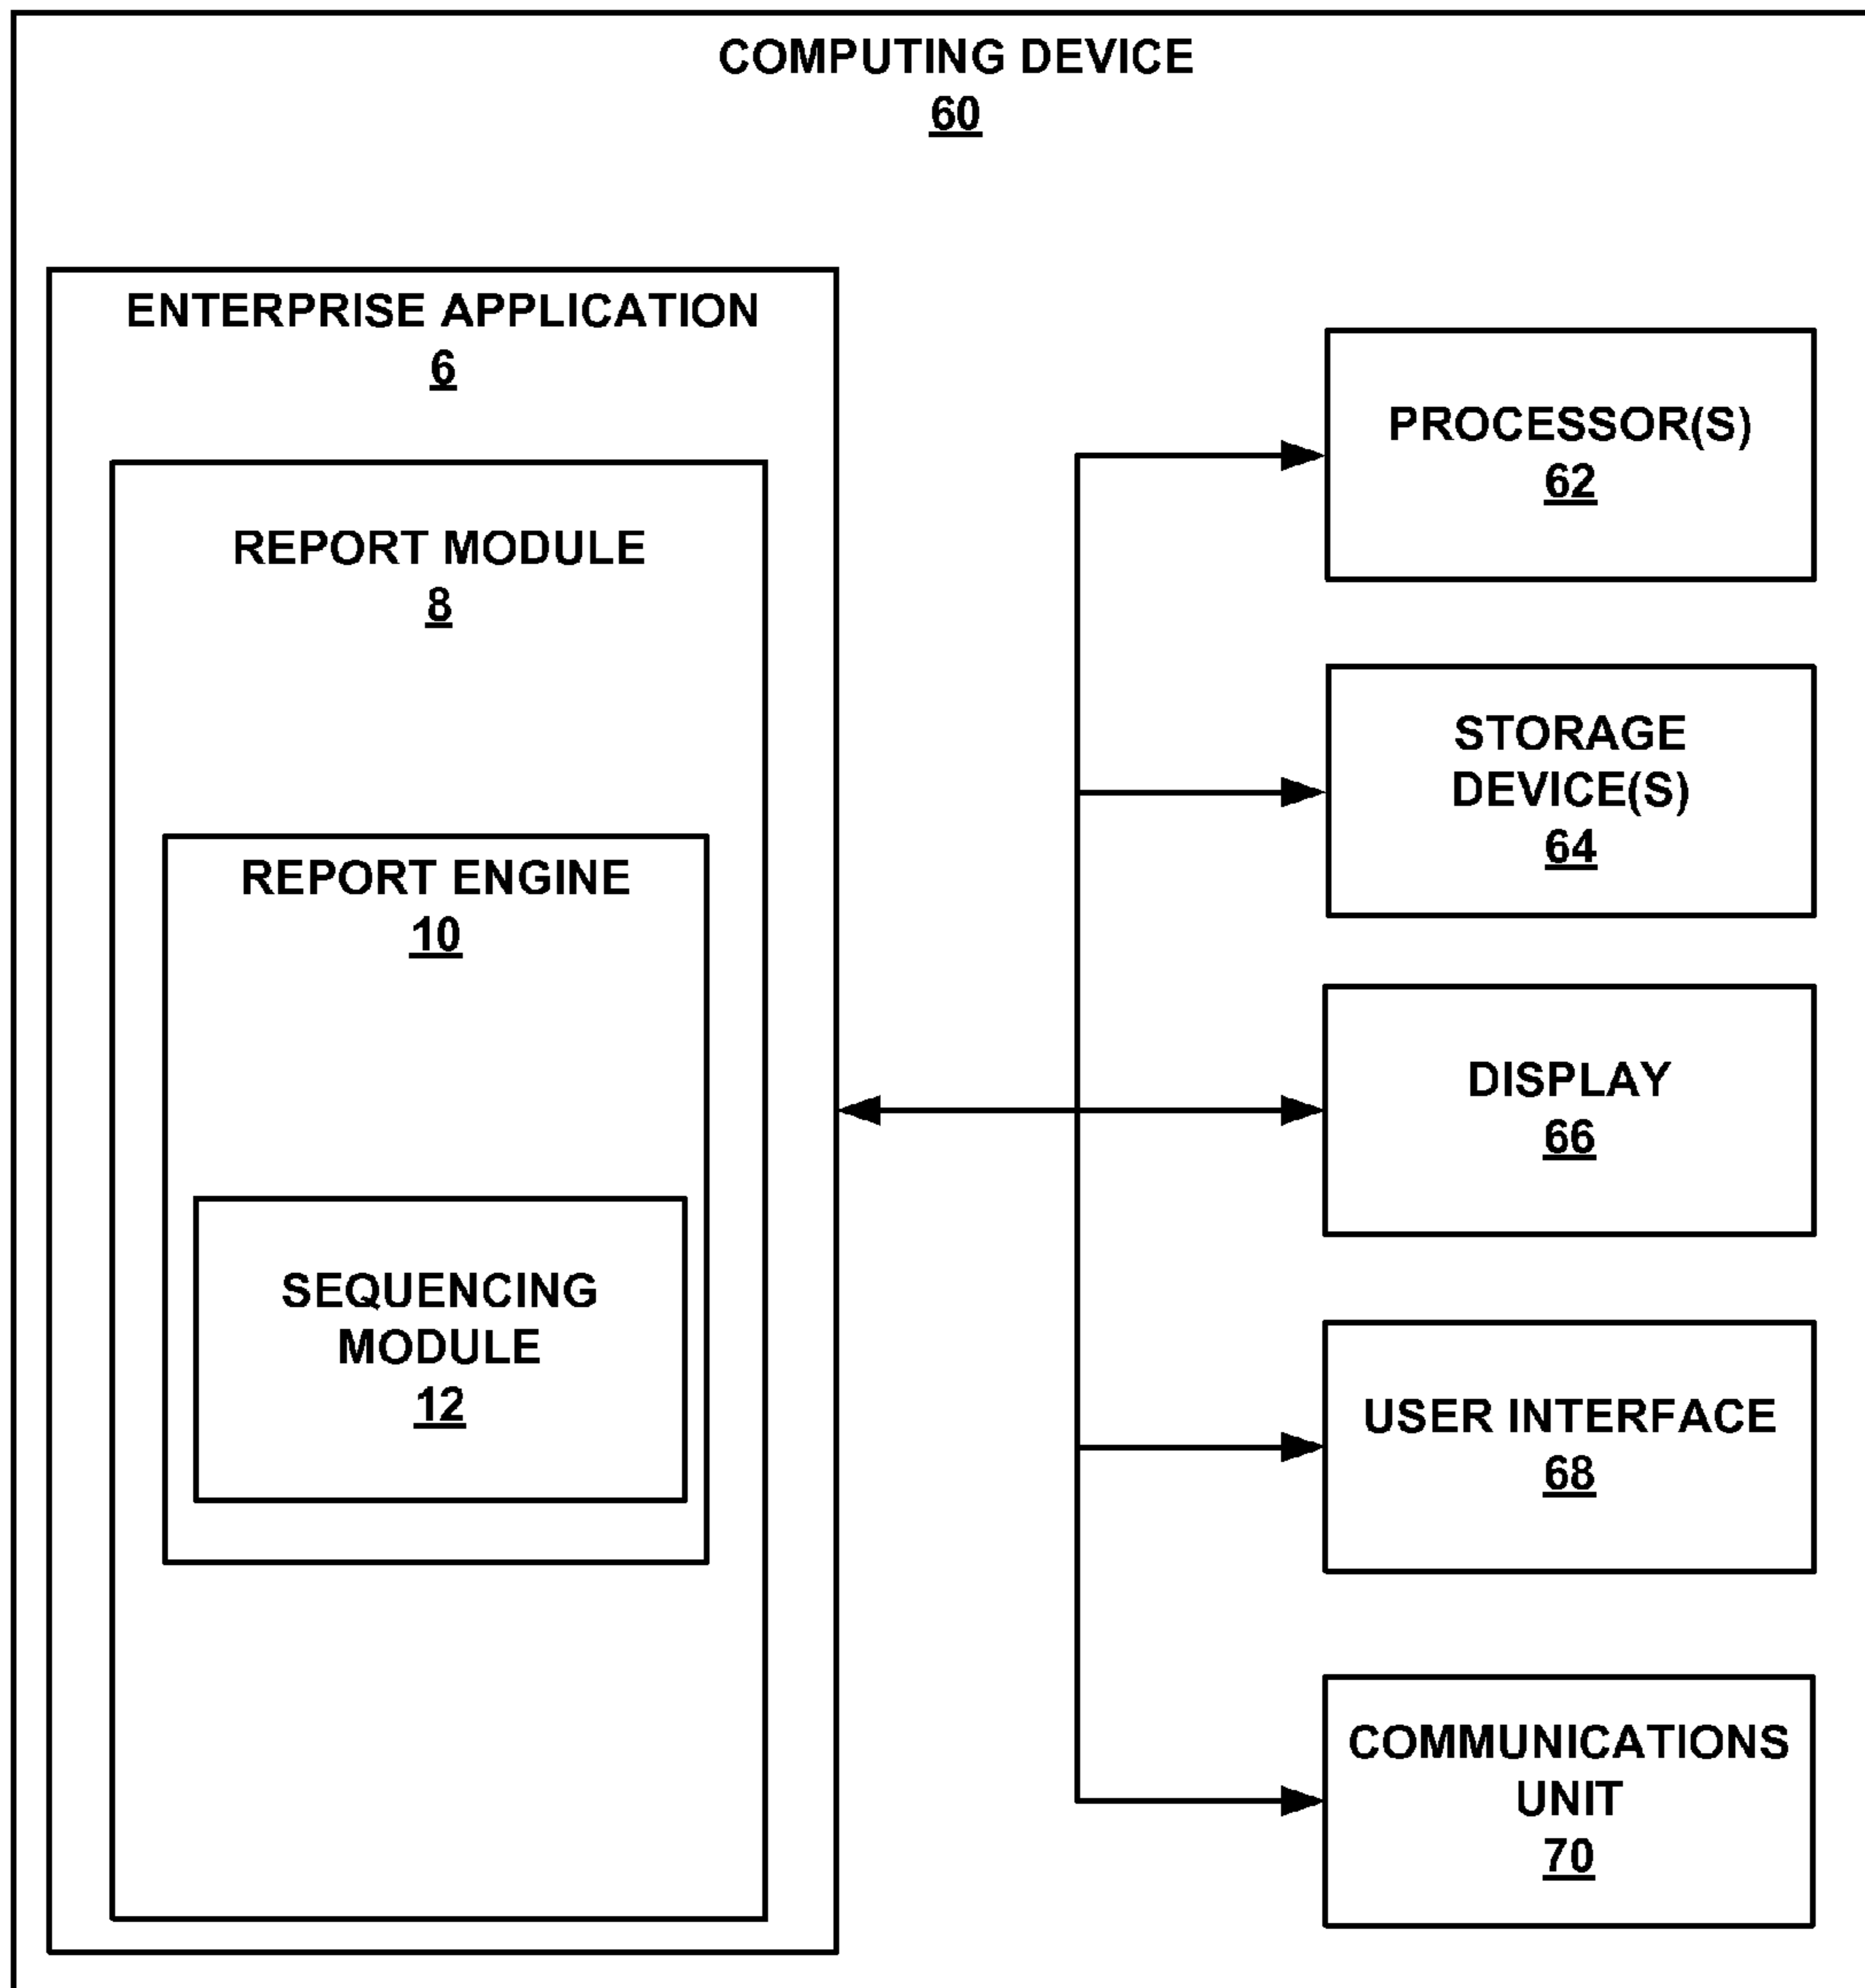 COMPUTING DEVICE
60
ENTERPRISE APPLICATION
6
REPORT MODULE
8
REPORT ENGINE
10
SEQUENCING
MODULE
12
PROCESSOR(S)
62
STORAGE
DEVICE(S)
64
DISPLAY
66
USER INTERFACE
68
COMMUNICATIONS
UNIT
70